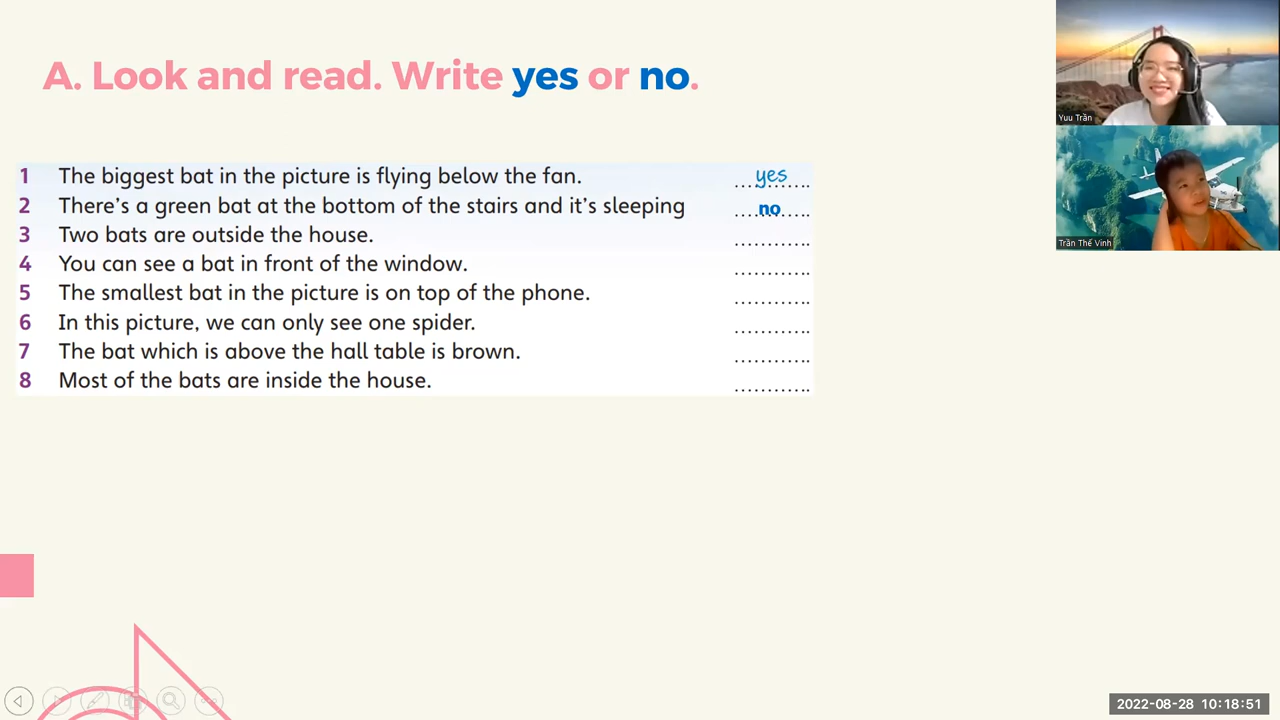 A. Look and read. Write yes or no.
Yuu Trần
1 The biggest bat in the picture is flying below the fan. ....yes....
2 There's a green bat at the bottom of the stairs and it's sleeping ....no....
3 Two bats are outside the house. ............
Trần Thế Vinh
4 You can see a bat in front of the window. ............
5 The smallest bat in the picture is on top of the phone. ............
6 In this picture, we can only see one spider. ............
7 The bat which is above the hall table is brown. ............
8 Most of the bats are inside the house. ............
2022-08-28 10:18:51